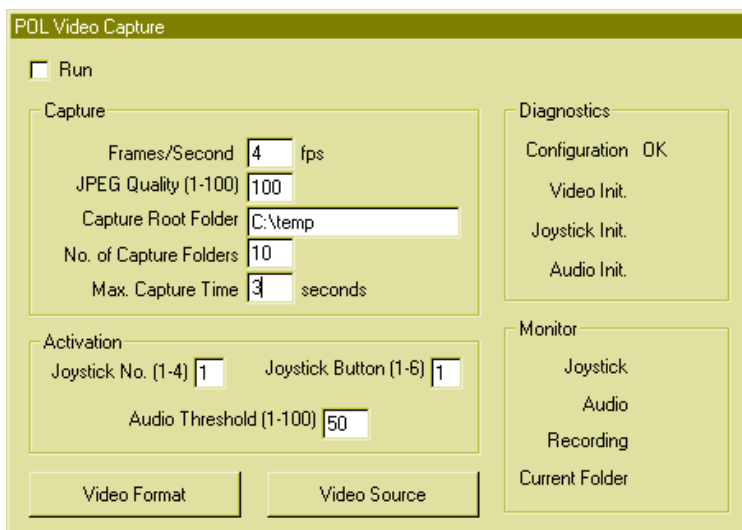 POL Video Capture
Run
Capture
Frames/Second 4 fps
JPEG Quality (1-100) 100
Capture Root Folder C:\temp
No. of Capture Folders 10
Max. Capture Time 3 seconds
Activation
Joystick No. (1-4) 1 Joystick Button (1-6) 1
Audio Threshold (1-100) 50
Video Format Video Source
Diagnostics
Configuration OK
Video Init.
Joystick Init.
Audio Init.
Monitor
Joystick
Audio
Recording
Current Folder